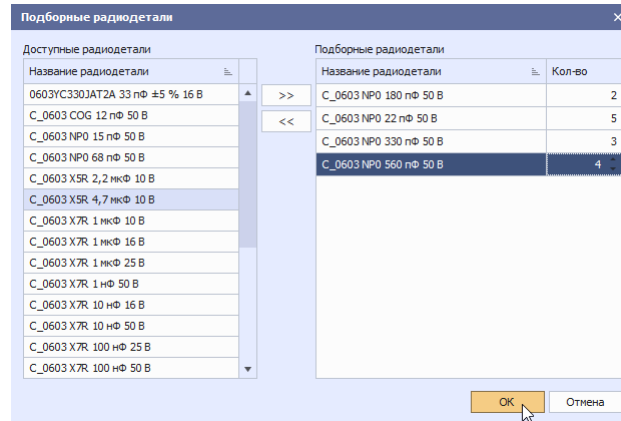 Подборные радиодетали
Доступные радиодетали
Название радиодетали
0603YC330JAT2A 33 пФ ±5 % 16 В
C_0603 COG 12 пФ 50 В
C_0603 NP0 15 пФ 50 В
C_0603 NP0 68 пФ 50 В
C_0603 X5R 2,2 мкФ 10 В
C_0603 X5R 4,7 мкФ 10 В
C_0603 X7R 1 мкФ 10 В
C_0603 X7R 1 мкФ 16 В
C_0603 X7R 1 мкФ 25 В
C_0603 X7R 1 нФ 50 В
C_0603 X7R 10 нФ 16 В
C_0603 X7R 10 нФ 50 В
C_0603 X7R 100 нФ 25 В
C_0603 X7R 100 нФ 50 В
>>
<<
Подборные радиодетали
Название радиодетали Кол-во
C_0603 NP0 180 пФ 50 В 2
C_0603 NP0 22 пФ 50 В 5
C_0603 NP0 330 пФ 50 В 3
C_0603 NP0 560 пФ 50 В 4
ОК Отмена